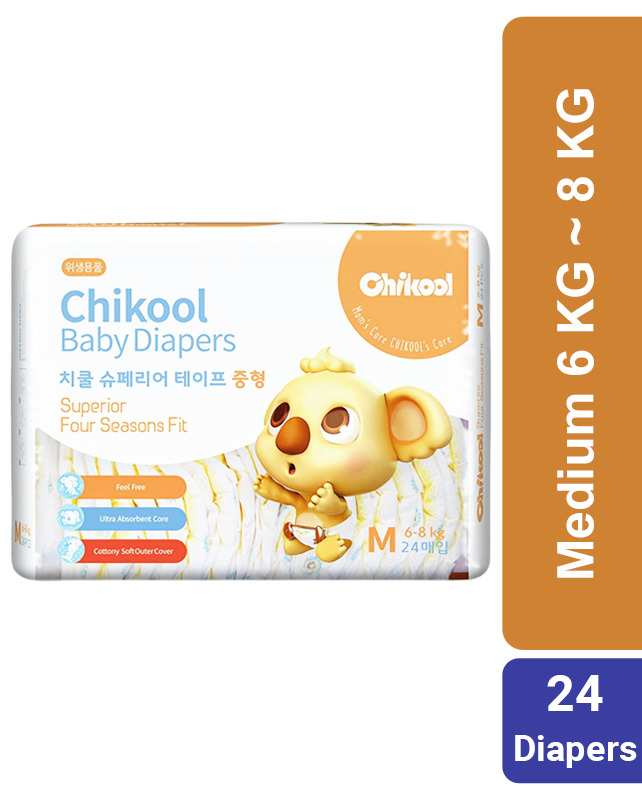 위생용품
Chikool
Baby Diapers
치쿨 슈페리어 테이프 중형
Superior
Four Seasons Fit
Feel Free
Ultra Absorbent Core
Cottony Soft Outer Cover
Chikool
Mom's Care CHIKOOL's Care
M 6-8 kg
24매입
Chikool
M
M
Medium 6 KG ~ 8 KG
24
Diapers